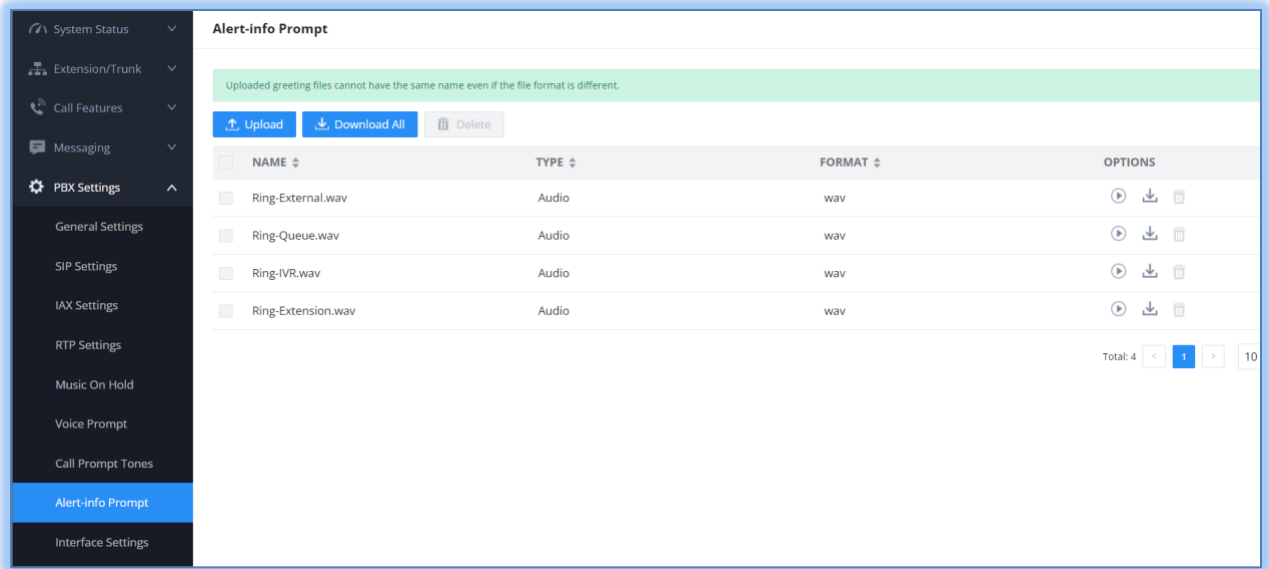 System Status
Extension/Trunk
Call Features
Messaging
PBX Settings
General Settings
SIP Settings
IAX Settings
RTP Settings
Music On Hold
Voice Prompt
Call Prompt Tones
Alert-info Prompt
Interface Settings
Alert-info Prompt
Uploaded greeting files cannot have the same name even if the file format is different.
Upload Download All Delete
NAME TYPE FORMAT OPTIONS
Ring-External.wav Audio wav
Ring-Queue.wav Audio wav
Ring-IVR.wav Audio wav
Ring-Extension.wav Audio wav
Total: 4 < 1 > 10